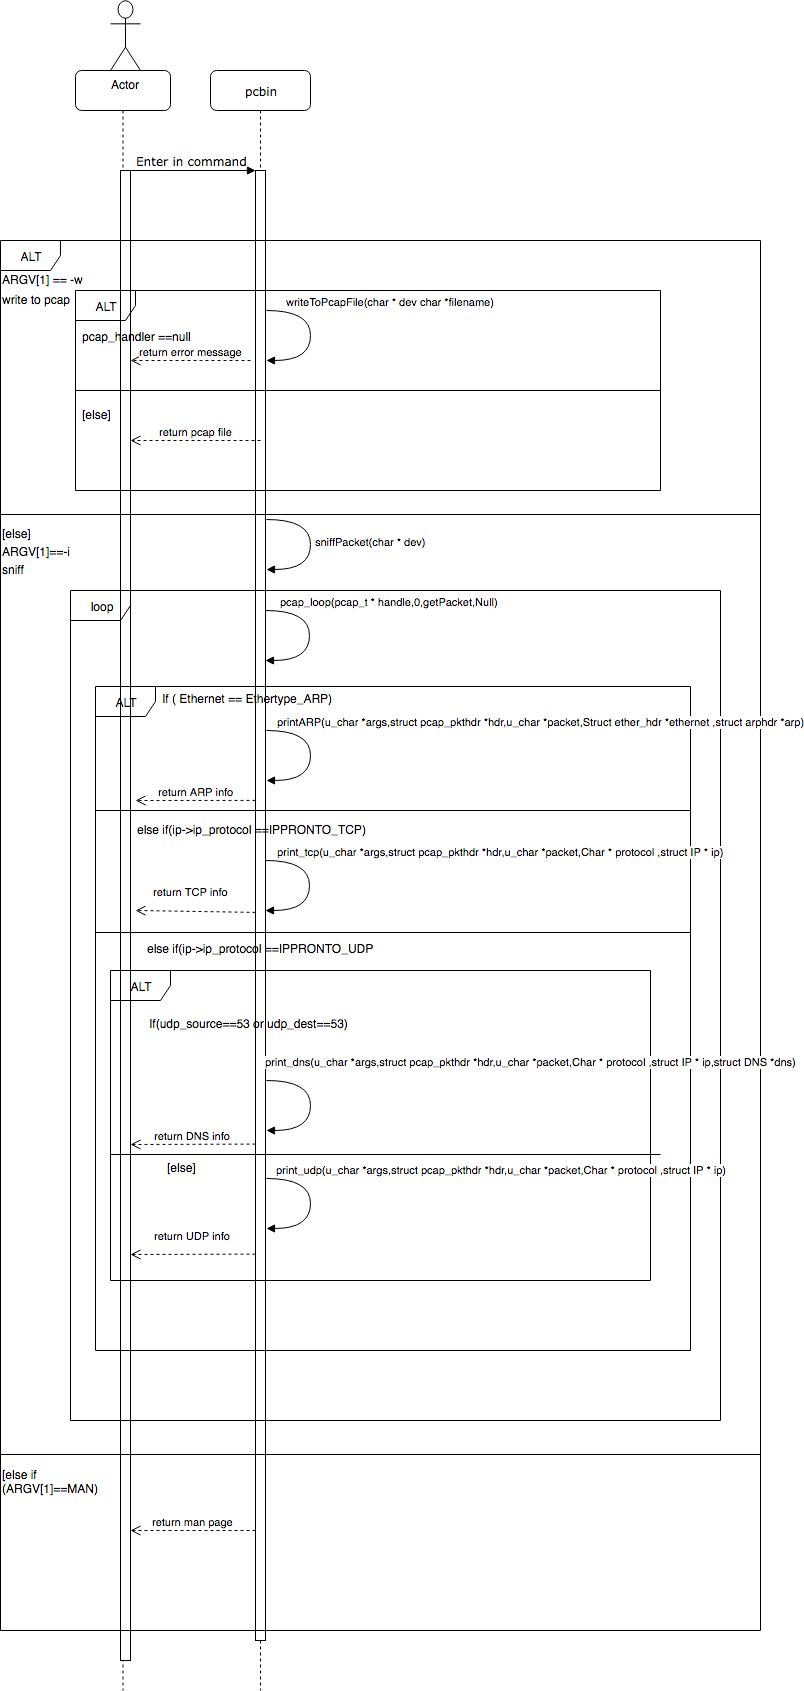 Actor
pcbin
Enter in command
ALT
ARGV[1] == -w
write to pcap
ALT
writeToPcapFile(char * dev char *filename)
pcap_handler ==null
return error message
[else]
return pcap file
[else]
ARGV[1]==-i
sniff
sniffPacket(char * dev)
loop
pcap_loop(pcap_t * handle,0,getPacket,Null)
ALT
If ( Ethernet == Ethertype_ARP)
printARP(u_char *args,struct pcap_pkthdr *hdr,u_char *packet,Struct ether_hdr *ethernet ,struct arphdr *arp)
return ARP info
else if(ip->ip_protocol ==IPPRONTO_TCP)
print_tcp(u_char *args,struct pcap_pkthdr *hdr,u_char *packet,Char * protocol ,struct IP * ip)
return TCP info
else if(ip->ip_protocol ==IPPRONTO_UDP
ALT
If(udp_source==53 or udp_dest==53)
print_dns(u_char *args,struct pcap_pkthdr *hdr,u_char *packet,Char * protocol ,struct IP * ip,struct DNS *dns)
return DNS info
[else]
print_udp(u_char *args,struct pcap_pkthdr *hdr,u_char *packet,Char * protocol ,struct IP * ip)
return UDP info
[else if
(ARGV[1]==MAN)
return man page